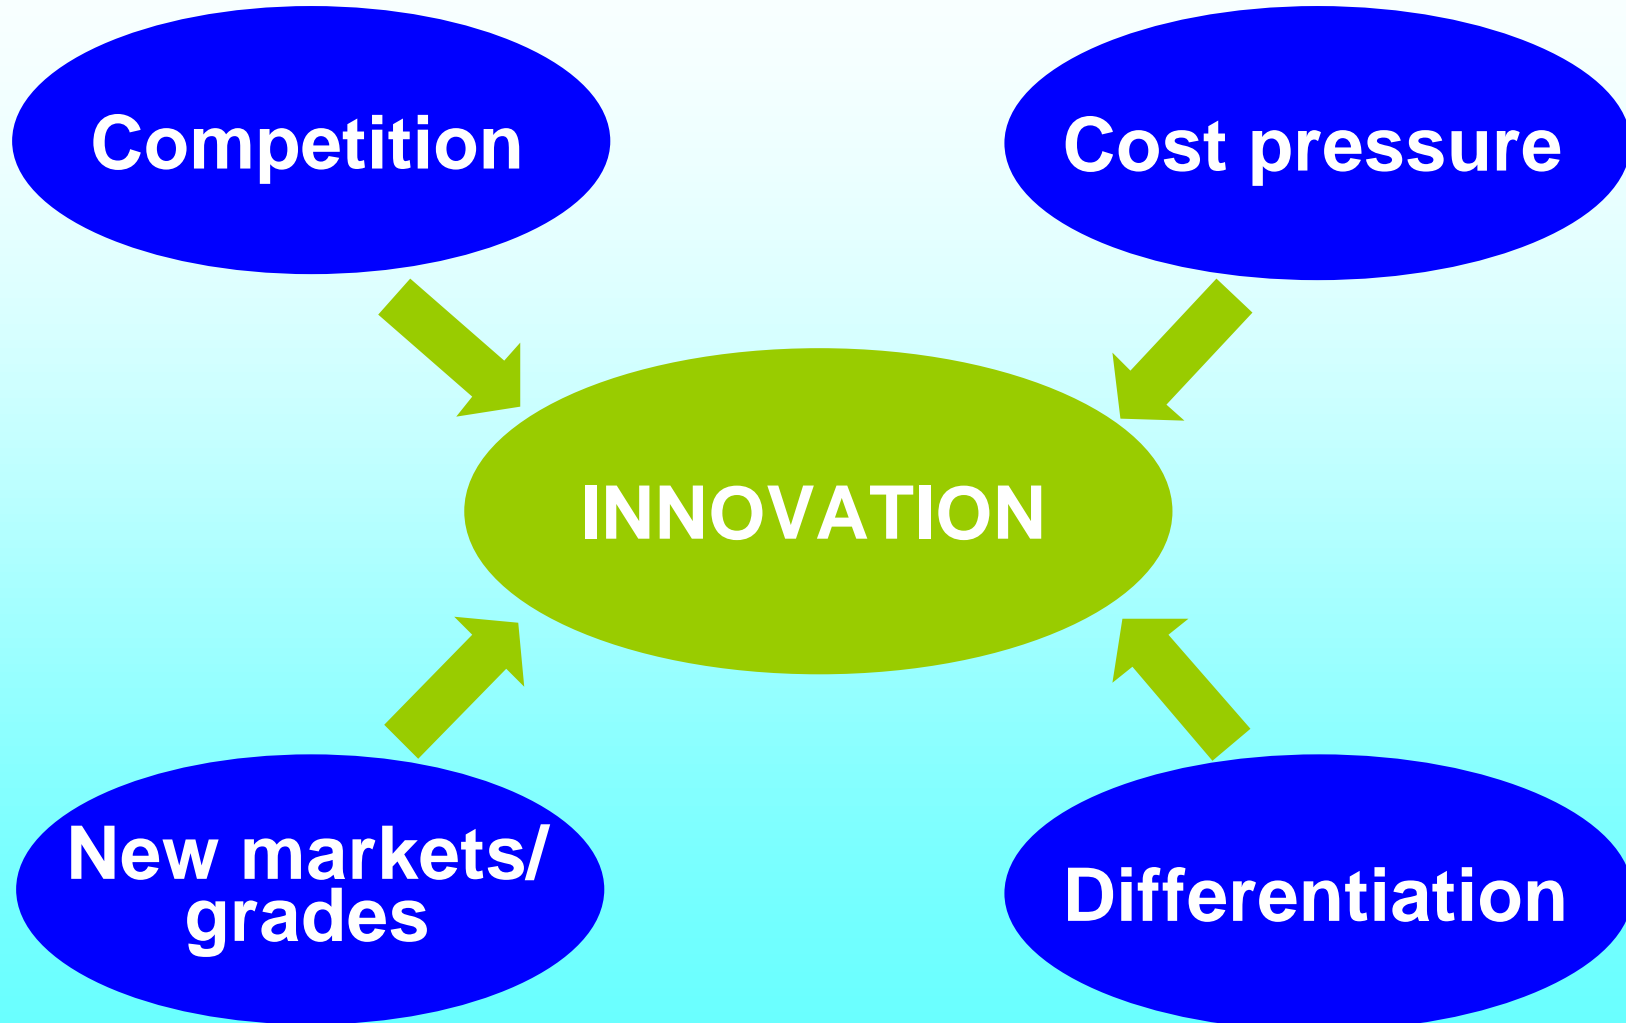 Competition
Cost pressure
INNOVATION
New markets/
grades
Differentiation